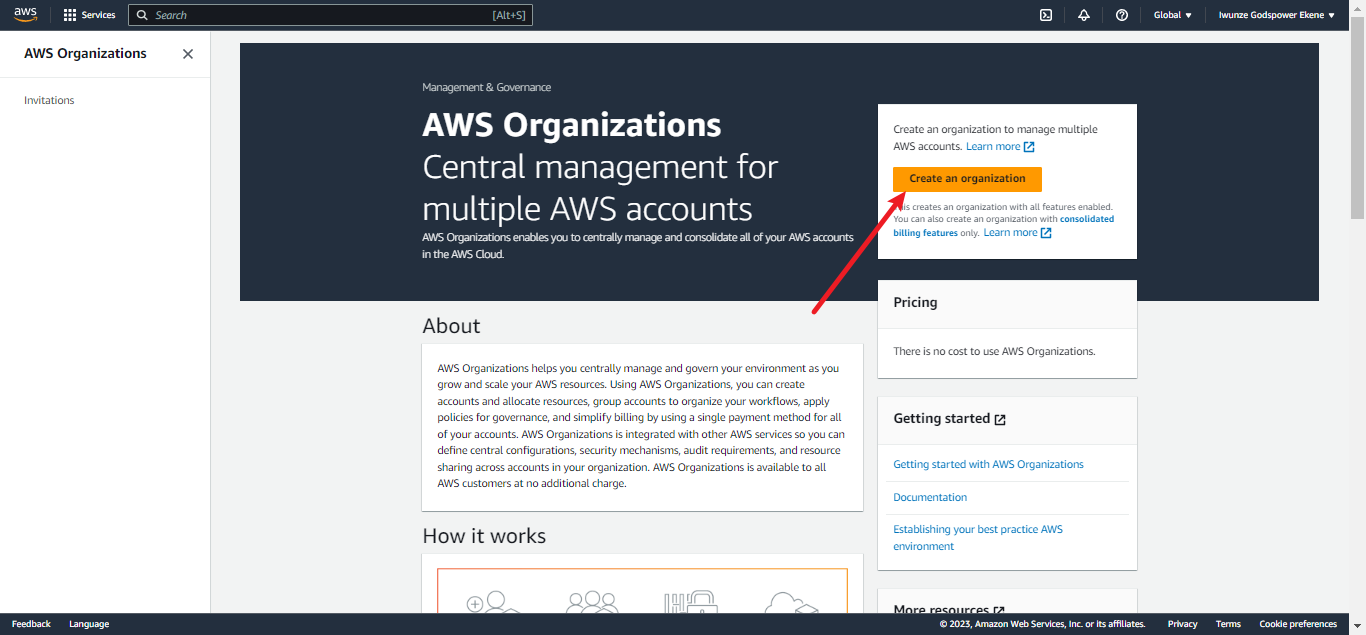 aws
Services
Search
[Alt+S]
Global
Iwunze Godspower Ekene
AWS Organizations
Invitations
Management & Governance
AWS Organizations
Central management for
multiple AWS accounts
AWS Organizations enables you to centrally manage and consolidate all of your AWS accounts
in the AWS Cloud.
Create an organization to manage multiple
AWS accounts. Learn more
Create an organization
This creates an organization with all features enabled.
You can also create an organization with consolidated
billing features only. Learn more
Pricing
There is no cost to use AWS Organizations.
Getting started
Getting started with AWS Organizations
Documentation
Establishing your best practice AWS
environment
More resources
About
AWS Organizations helps you centrally manage and govern your environment as you
grow and scale your AWS resources. Using AWS Organizations, you can create
accounts and allocate resources, group accounts to organize your workflows, apply
policies for governance, and simplify billing by using a single payment method for all
of your accounts. AWS Organizations is integrated with other AWS services so you can
define central configurations, security mechanisms, audit requirements, and resource
sharing across accounts in your organization. AWS Organizations is available to all
AWS customers at no additional charge.
How it works
Feedback
Language
© 2023, Amazon Web Services, Inc. or its affiliates.
Privacy
Terms
Cookie preferences